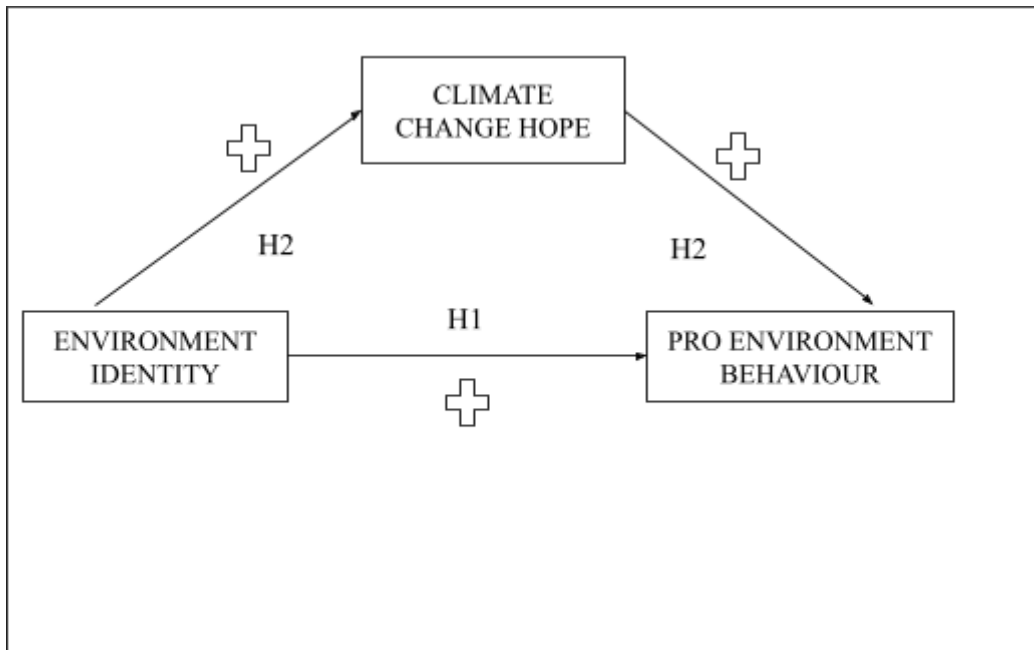 CLIMATE
CHANGE HOPE
H2
H2
H1
ENVIRONMENT
IDENTITY
PRO ENVIRONMENT
BEHAVIOUR